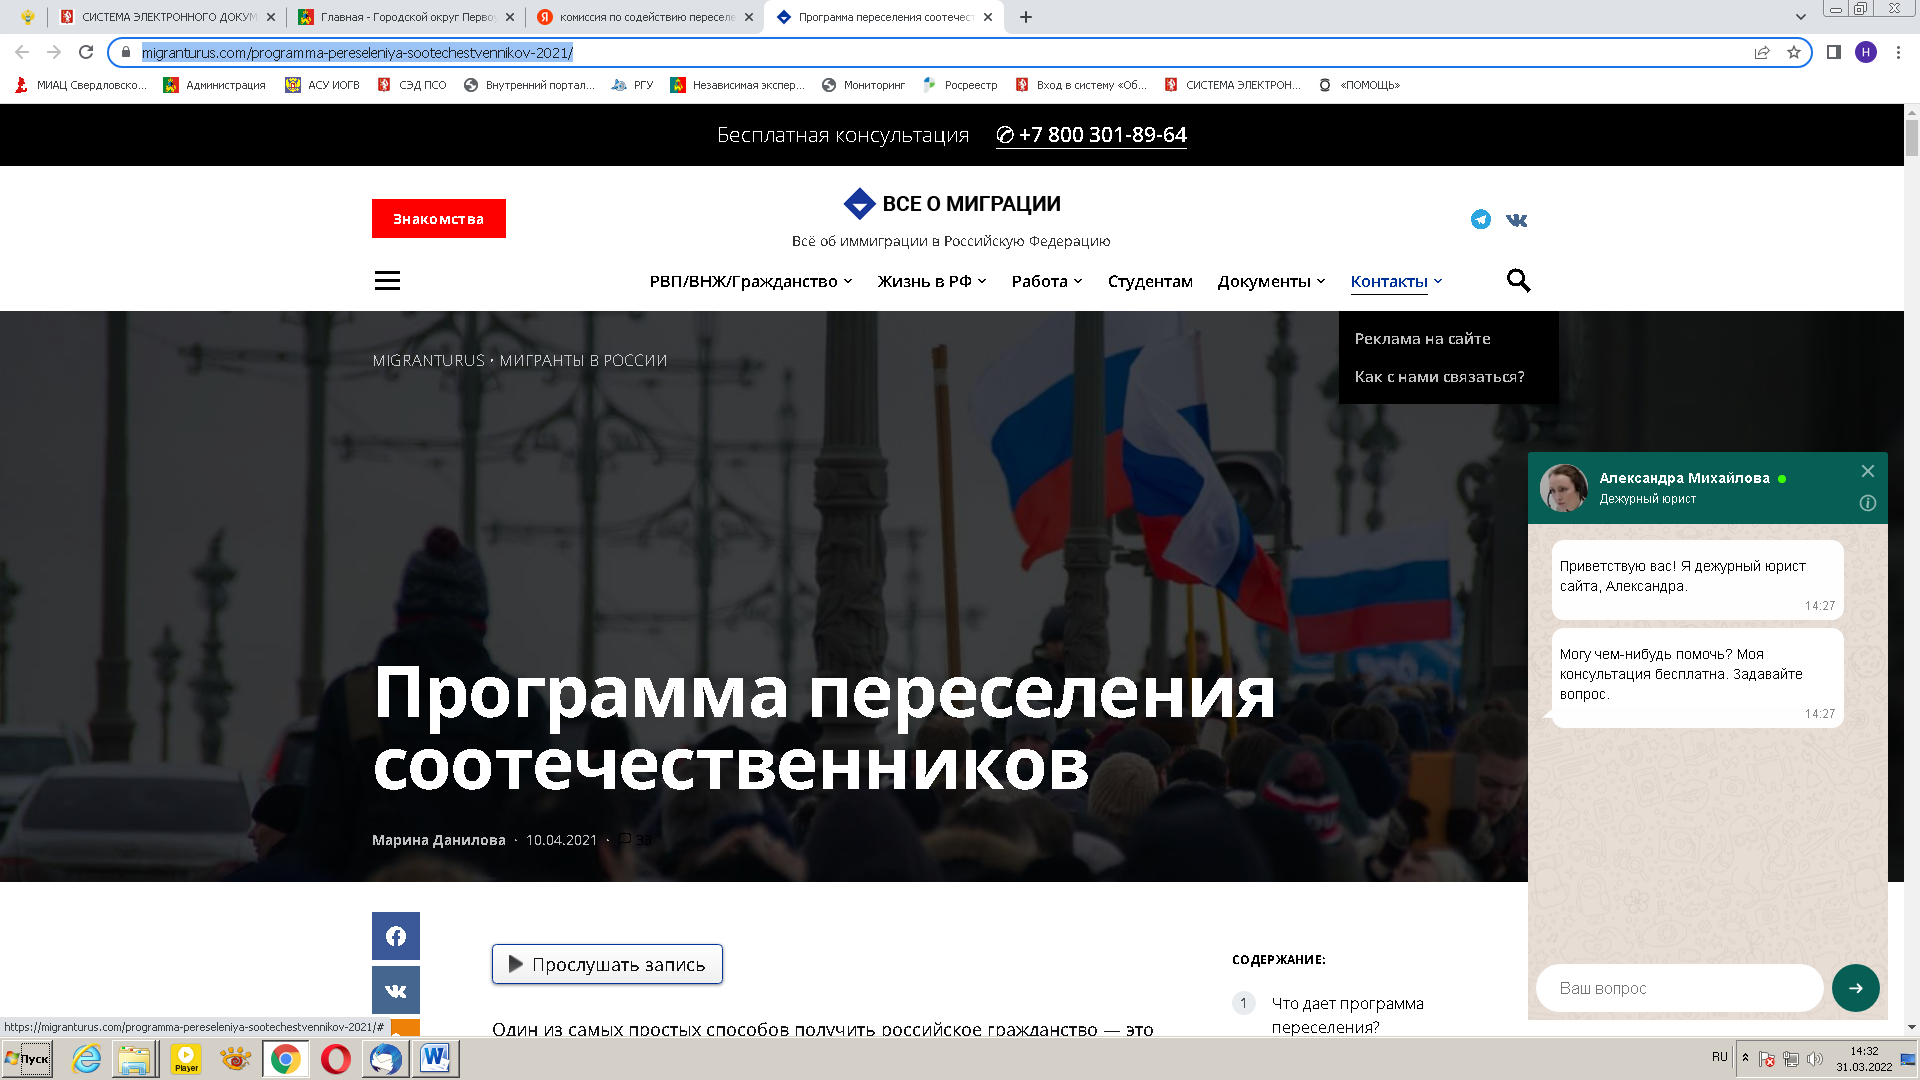 СИСТЕМА ЭЛЕКТРОННОГО ДОКУМ
Главная - Городской округ Перво
комиссия по содействию переселе
Программа переселения соотечест
migranturus.com/programma-pereseleniya-sootechestvennikov-2021/
Н
МИАЦ Свердловско...
Администрация
АСУ ИОГВ
СЭД ПСО
Внутренний портал...
РГУ
Независимая экспер...
Мониторинг
Росреестр
Вход в систему «Об...
СИСТЕМА ЭЛЕКТРОН...
«ПОМОЩЬ»
Бесплатная консультация ✆ +7 800 301-89-64
Знакомства
ВСЕ О МИГРАЦИИ
Всё об иммиграции в Российскую Федерацию
РВП/ВНЖ/Гражданство
Жизнь в РФ
Работа
Студентам
Документы
Контакты
Реклама на сайте
Как с нами связаться?
MIGRANTURUS • МИГРАНТЫ В РОССИИ
Программа переселения
соотечественников
Марина Данилова · 10.04.2021 ·
Александра Михайлова
Дежурный юрист
Приветствую вас! Я дежурный юрист
сайта, Александра.
14:27
Могу чем-нибудь помочь? Моя
консультация бесплатна. Задавайте
вопрос.
14:27
Ваш вопрос
Прослушать запись
Один из самых простых способов получить российское гражданство — это
СОДЕРЖАНИЕ:
1 Что дает программа
переселения?
https://migranturus.com/programma-pereseleniya-sootechestvennikov-2021/#
Пуск
Player
RU
14:32
31.03.2022